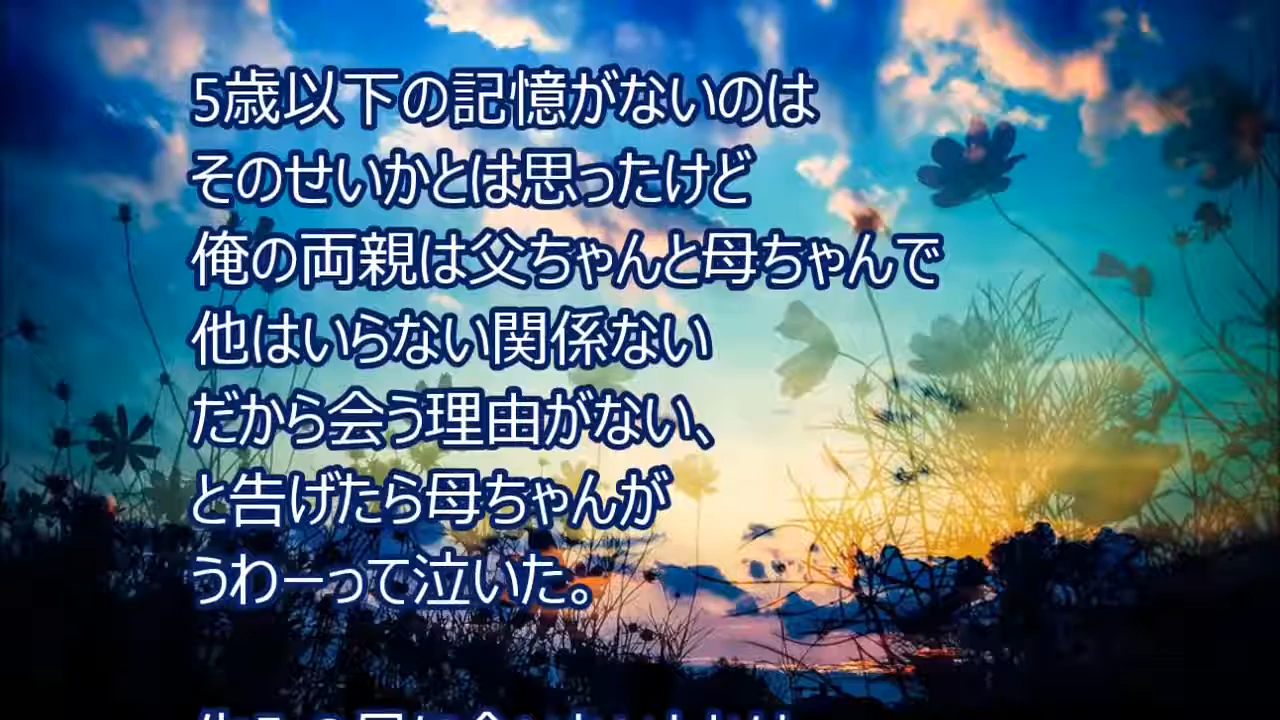 5歳以下の記憶がないのは
そのせいかとは思ったけど
俺の両親は父ちゃんと母ちゃんで
他はいらない関係ない
だから会う理由がない、
と告げたら母ちゃんが
うわーって泣いた。